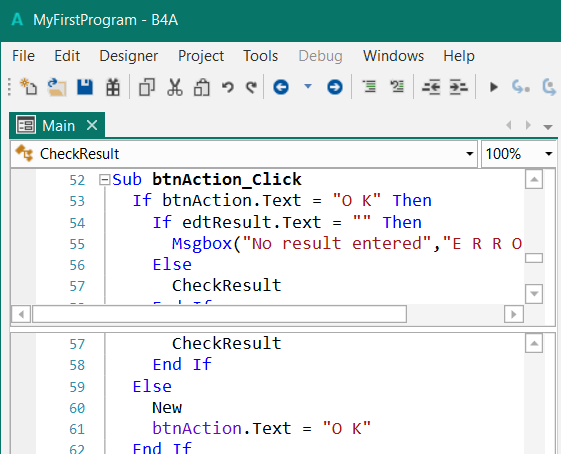 MyFirstProgram - B4A
File Edit Designer Project Tools Debug Windows Help
Main
CheckResult 100%
52 Sub btnAction_Click
53 If btnAction.Text = "O K" Then
54 If edtResult.Text = "" Then
55 Msgbox("No result entered","E R R O
56 Else
57 CheckResult
58 End If
57 CheckResult
58 End If
59 Else
60 New
61 btnAction.Text = "O K"
62 End If